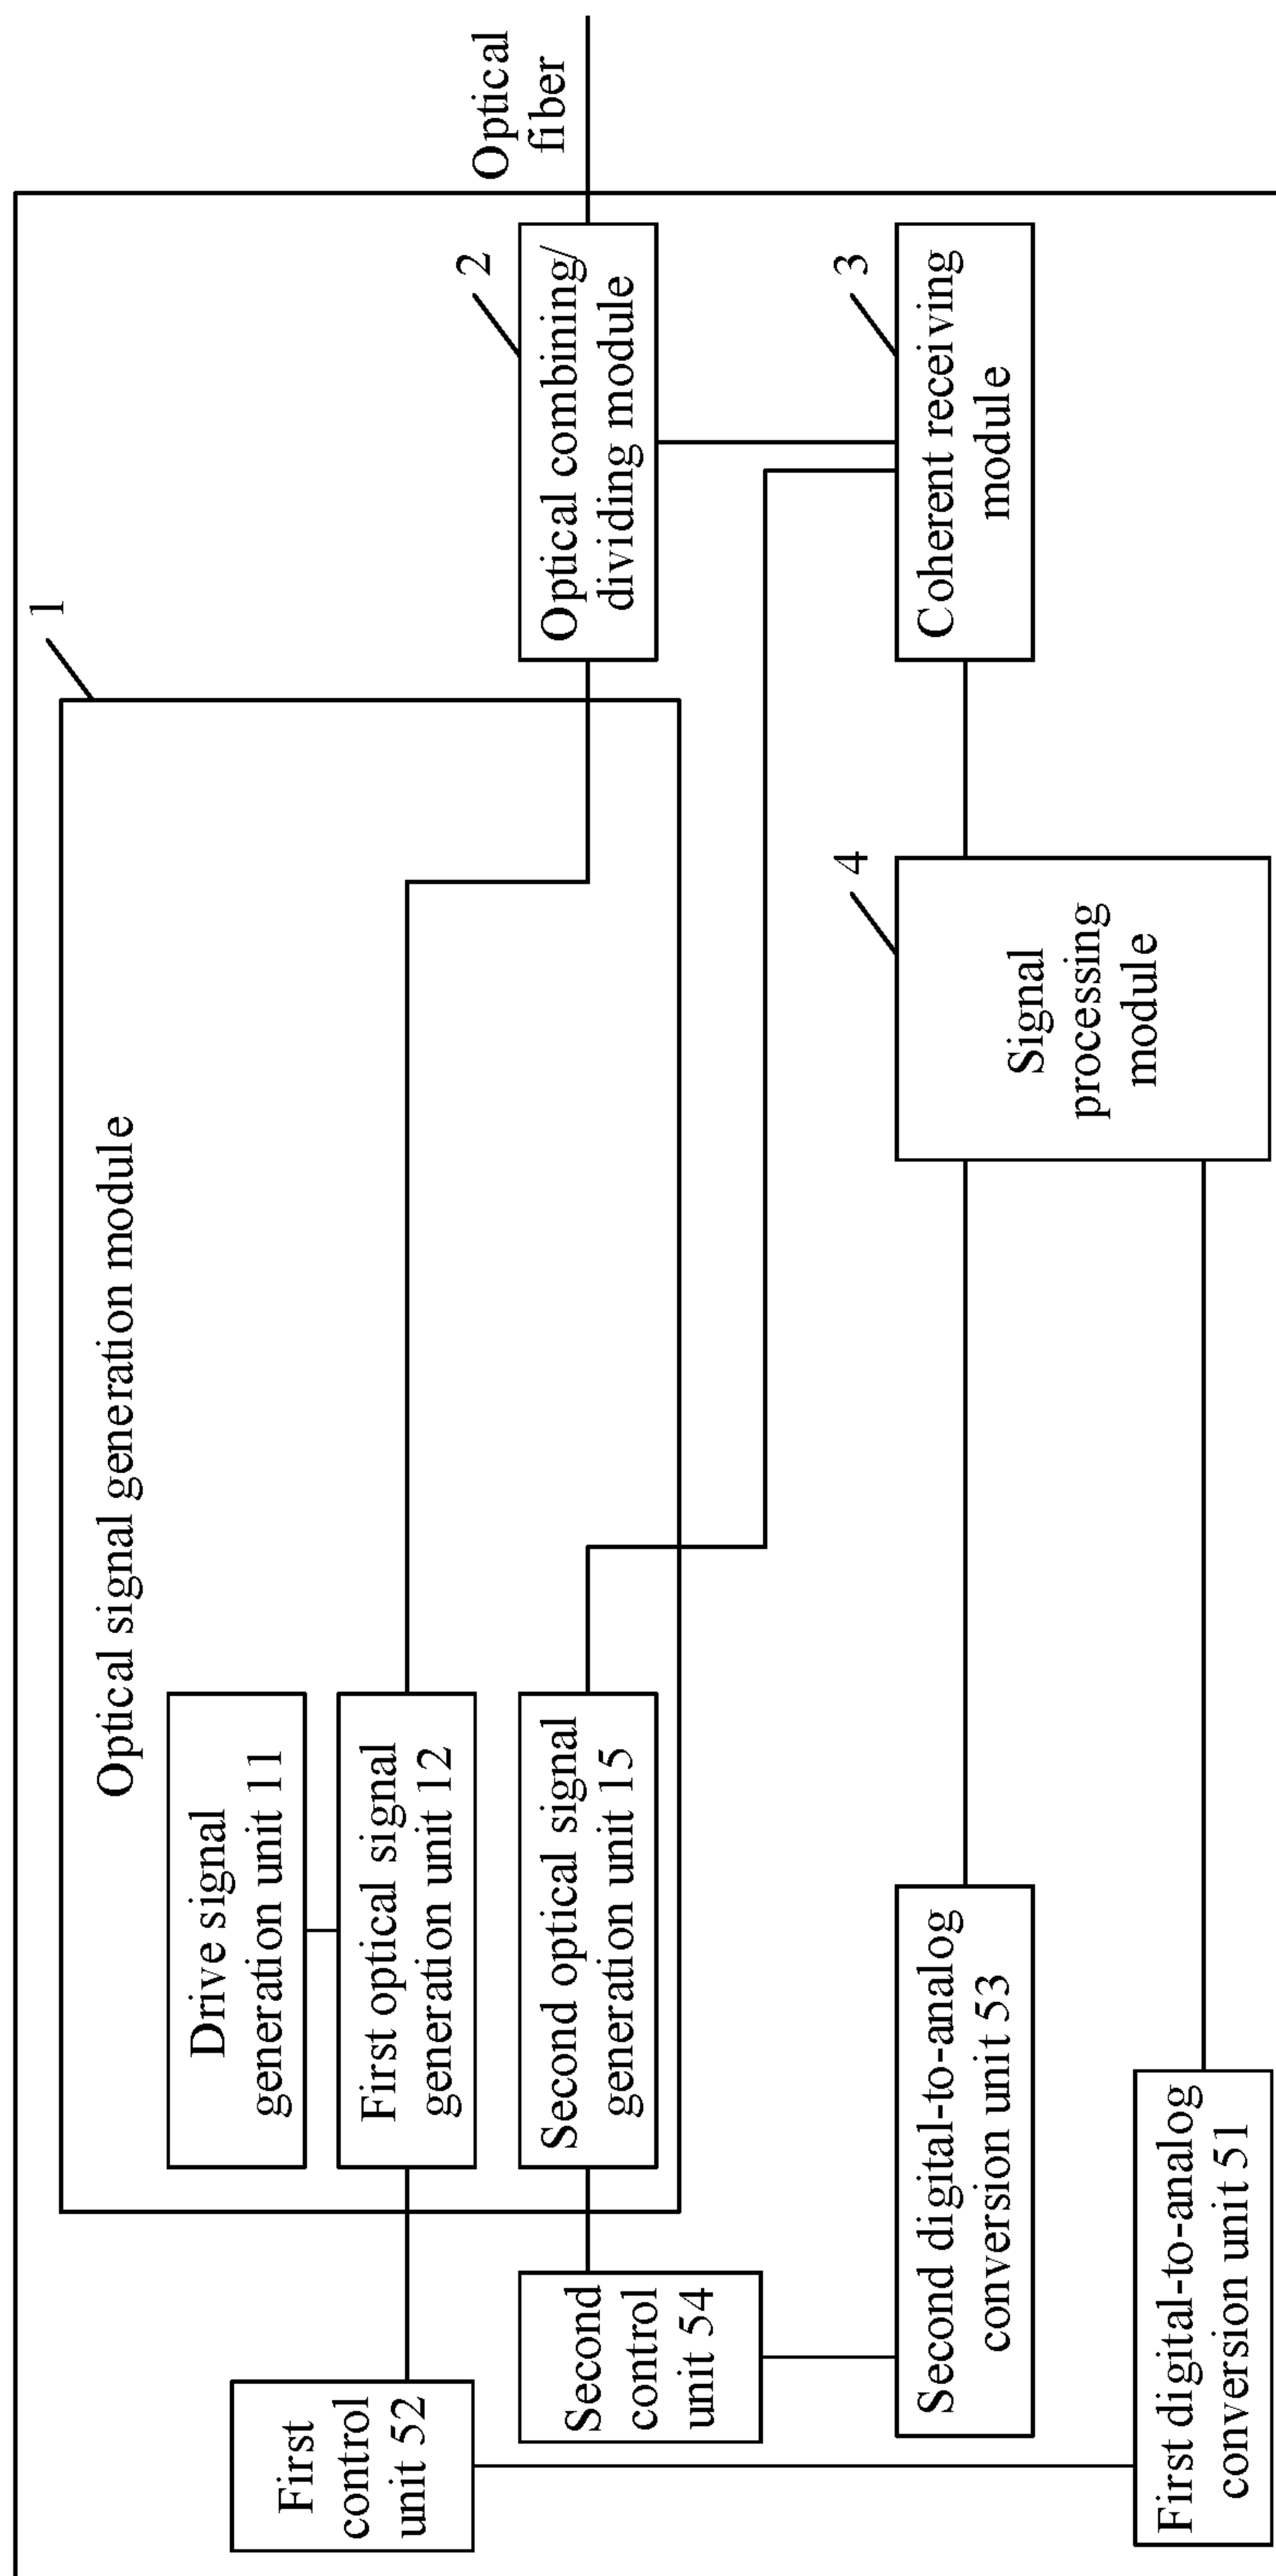 Optical signal generation module
1
Drive signal
generation unit 11
First optical signal
generation unit 12
Second optical signal
generation unit 15
First
control
unit 52
Second
control
unit 54
2
Optical combining/
dividing module
Optical
fiber
3
Coherent receiving
module
4
Signal
processing
module
Second digital-to-analog
conversion unit 53
First digital-to-analog
conversion unit 51